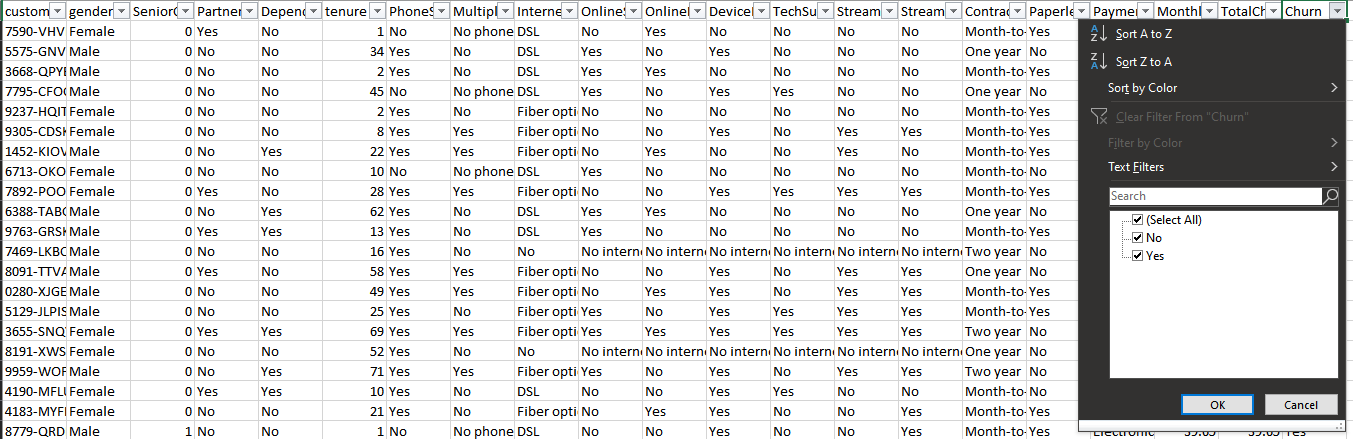 custom gender SeniorC Partner Depend tenure PhoneS Multipl Interne OnlineS Onlinel DeviceI TechSu Stream Stream Contrac Paperle Paymen Monthl TotalCh Churn
7590-VHV Female 0 Yes No 1 No No phone DSL No Yes No No No No Month-to- Yes
5575-GNV Male 0 No No 34 Yes No DSL Yes No Yes No No No One year No
3668-QPYE Male 0 No No 2 Yes No DSL Yes Yes No No No No Month-to- Yes
7795-CFOC Male 0 No No 45 No No phone DSL Yes No Yes Yes No No One year No
9237-HQIT Female 0 No No 2 Yes No Fiber opti No No No No No No Month-to- Yes
9305-CDSK Female 0 No No 8 Yes Yes Fiber opti No No Yes No Yes Yes Month-to- Yes
1452-KIOV Male 0 No Yes 22 Yes Yes Fiber opti No Yes No No Yes No Month-to- Yes
6713-OKO Female 0 No No 10 No No phone DSL Yes No No No No No Month-to- No
7892-POO Female 0 Yes No 28 Yes Yes Fiber opti No No Yes Yes Yes Yes Month-to- Yes
6388-TABC Male 0 No Yes 62 Yes No DSL Yes Yes No No No No One year No
9763-GRSK Male 0 Yes Yes 13 Yes No DSL Yes No No No No No Month-to- Yes
7469-LKBC Male 0 No No 16 Yes No No No interne No interne No interne No interne No interne No interne Two year No
8091-TTVA Male 0 Yes No 58 Yes Yes Fiber opti No No Yes No Yes Yes One year No
0280-XJGE Male 0 No No 49 Yes Yes Fiber opti No Yes Yes No Yes Yes Month-to- Yes
5129-JLPIS Male 0 No No 25 Yes No Fiber opti Yes No Yes Yes Yes Yes Month-to- Yes
3655-SNQ Female 0 Yes Yes 69 Yes Yes Fiber opti Yes Yes Yes Yes Yes Yes Two year No
8191-XWS Female 0 No No 52 Yes No No No interne No interne No interne No interne No interne No interne One year No
9959-WOF Male 0 No Yes 71 Yes Yes Fiber opti Yes No Yes No Yes Yes Two year No
4190-MFLU Female 0 Yes Yes 10 Yes No DSL No No Yes Yes No No Month-to- No
4183-MYF Female 0 No No 21 Yes No Fiber opti No Yes Yes No No Yes Month-to- Yes
8779-QRD Male 1 No No 1 No No phone DSL No No Yes No No Yes Month-to- Yes Electronic 39.65 39.65 Yes
Sort A to Z
Sort Z to A
Sort by Color
Clear Filter From "Churn"
Filter by Color
Text Filters
Search
(Select All)
No
Yes
OK Cancel